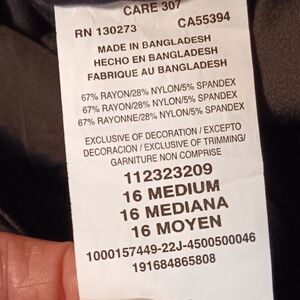 CARE 307
RN 130273 CA55394
MADE IN BANGLADESH
HECHO EN BANGLADESH
FABRIQUE AU BANGLADESH
67% RAYON/28% NYLON/5% SPANDEX
67% RAYON/28% NYLON/5% SPANDEX
67% RAYONNE/28% NYLON/5% SPANDEX
EXCLUSIVE OF DECORATION / EXCEPTO
DECORACION / EXCLUSIVE OF TRIMMING/
GARNITURE NON COMPRISE
112323209
16 MEDIUM
16 MEDIANA
16 MOYEN
1000157449-22J-4500500046
191684865808